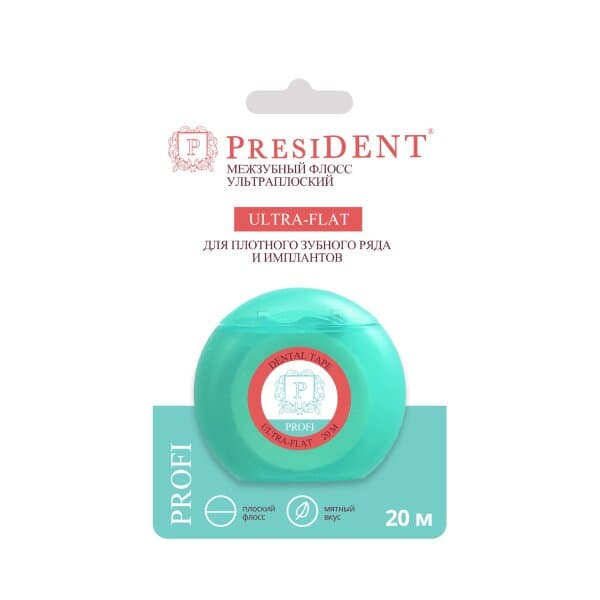 P
PRESIDENT®
МЕЖЗУБНЫЙ ФЛОСС
УЛЬТРАПЛОСКИЙ
ULTRA-FLAT
ДЛЯ ПЛОТНОГО ЗУБНОГО РЯДА
И ИМПЛАНТОВ
DENTAL TAPE
P
PROFI
ULTRA-FLAT 20 M
PROFI
плоский
флосс
мятный
вкус
20 м